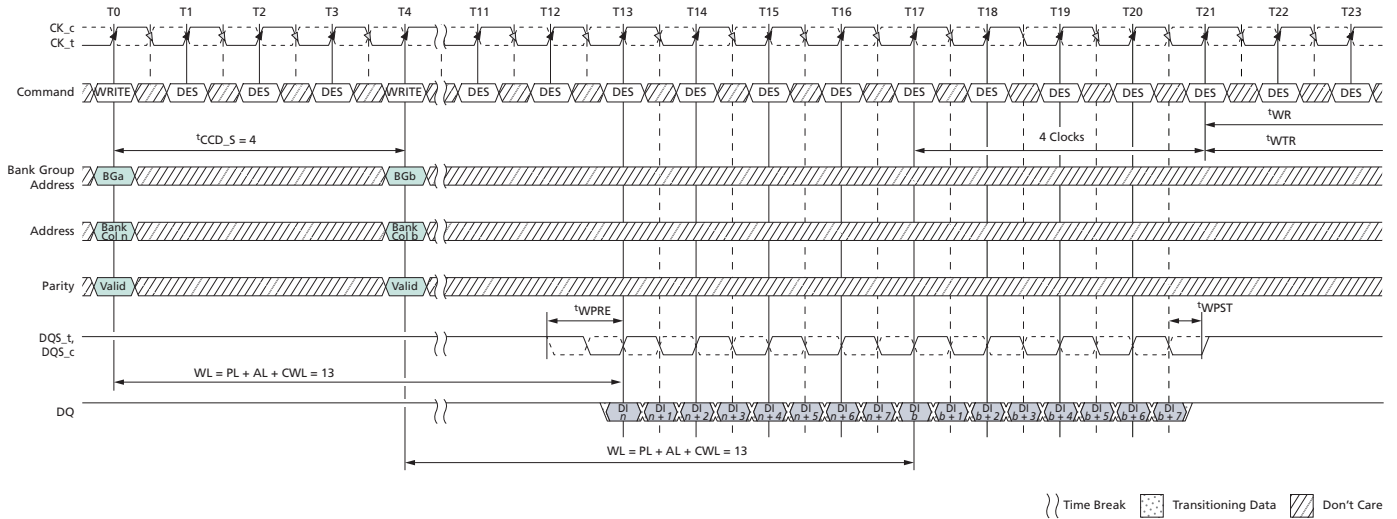 T0 T1 T2 T3 T4 T11 T12 T13 T14 T15 T16 T17 T18 T19 T20 T21 T22 T23
CK_c
CK_t
Command WRITE DES DES DES WRITE DES DES DES DES DES DES DES DES DES DES DES DES DES
tWR
tCCD_S = 4 4 Clocks tWTR
Bank Group
Address BGa BGb
Address Bank
Col n Bank
Col b
Parity Valid Valid
tWPRE tWPST
DQS_t,
DQS_c
WL = PL + AL + CWL = 13
DQ DI
n DI
n + 1 DI
n + 2 DI
n + 3 DI
n + 4 DI
n + 5 DI
n + 6 DI
n + 7 DI
b DI
b + 1 DI
b + 2 DI
b + 3 DI
b + 4 DI
b + 5 DI
b + 6 DI
b + 7
WL = PL + AL + CWL = 13
Time Break Transitioning Data Don't Care